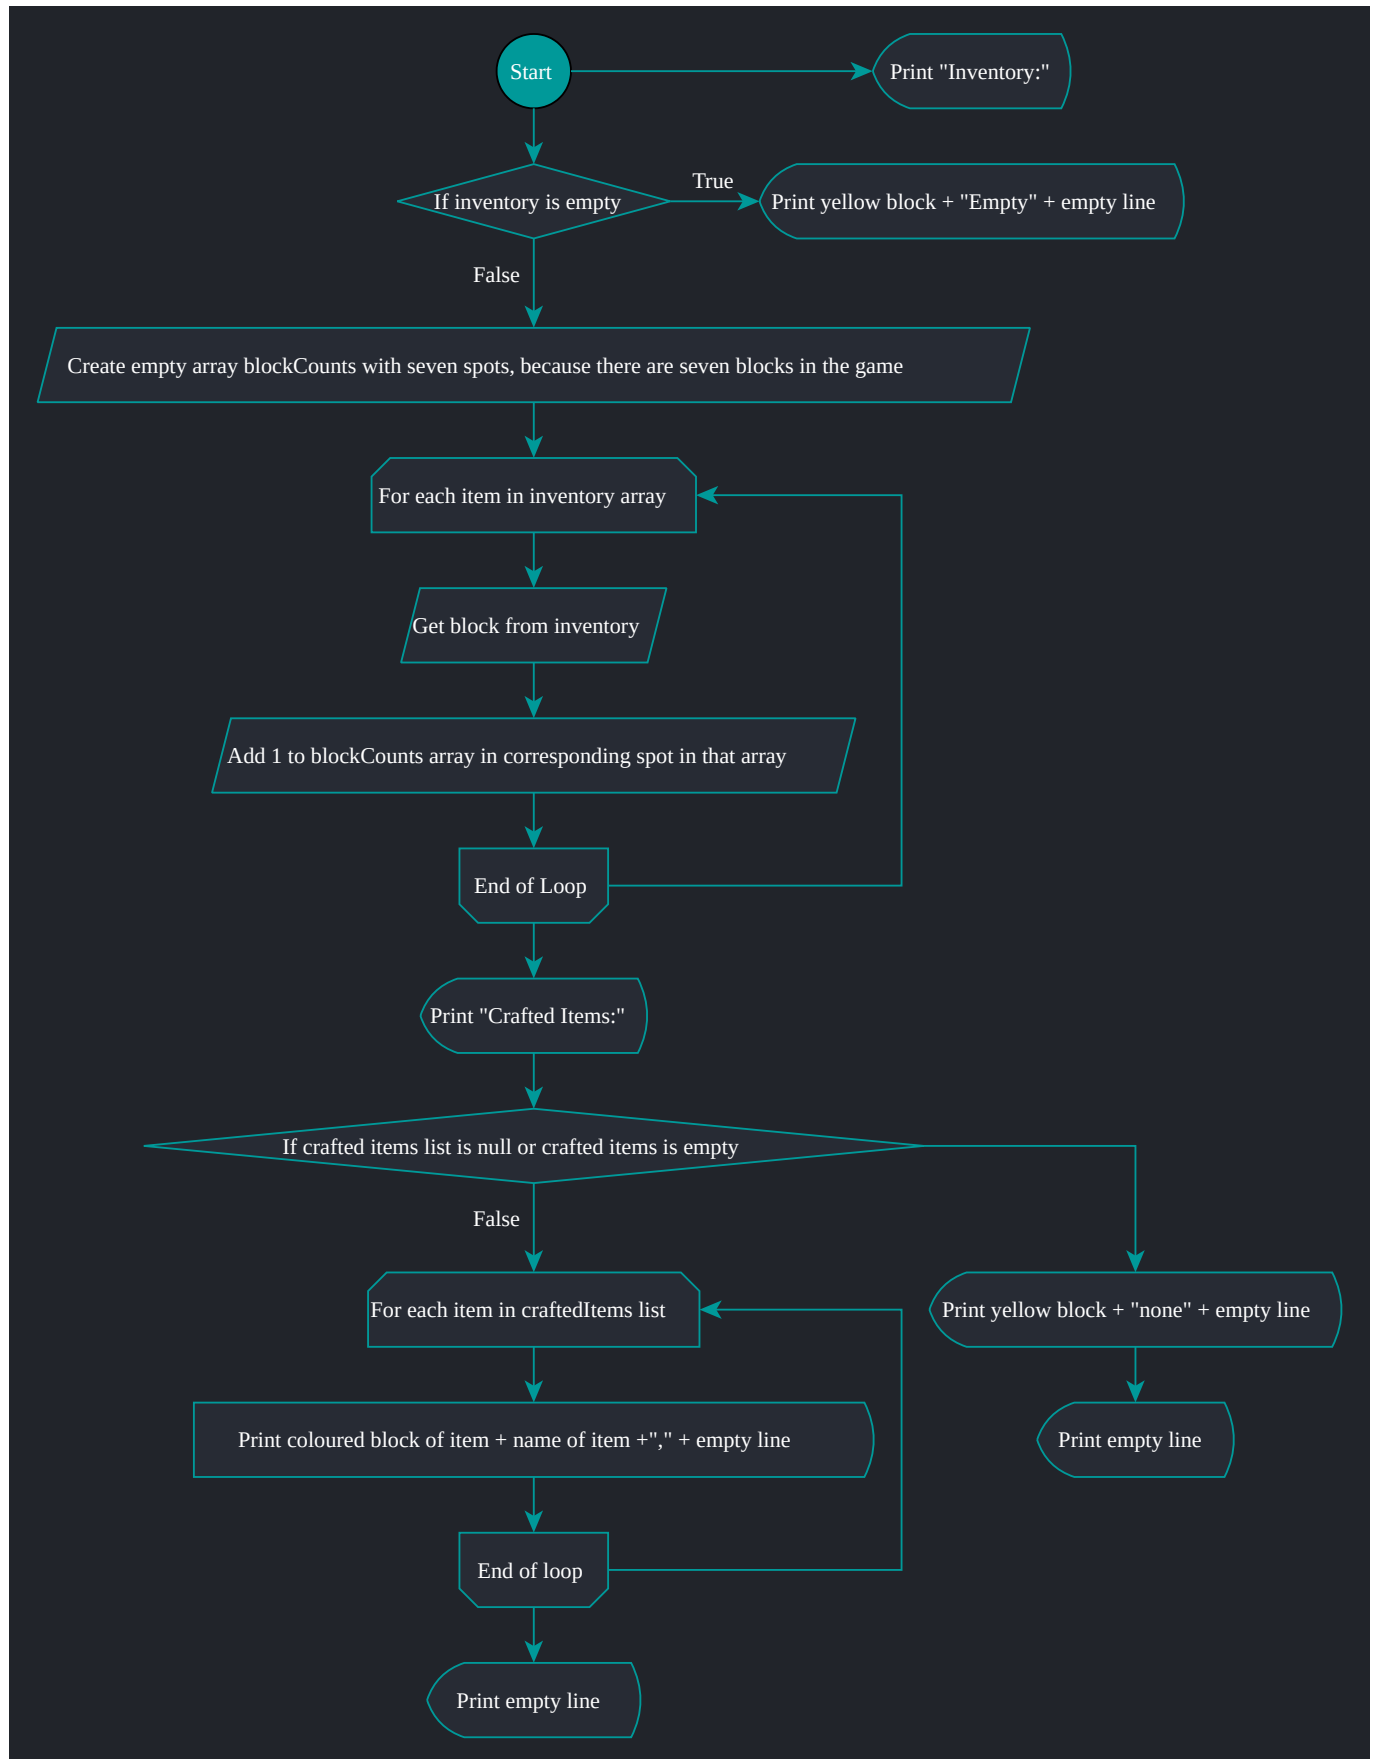 Start
Print "Inventory:"
True
If inventory is empty
Print yellow block + "Empty" + empty line
False
Create empty array blockCounts with seven spots, because there are seven blocks in the game
For each item in inventory array
Get block from inventory
Add 1 to blockCounts array in corresponding spot in that array
End of Loop
Print "Crafted Items:"
If crafted items list is null or crafted items is empty
False
For each item in craftedItems list
Print yellow block + "none" + empty line
Print coloured block of item + name of item +"," + empty line
Print empty line
End of loop
Print empty line